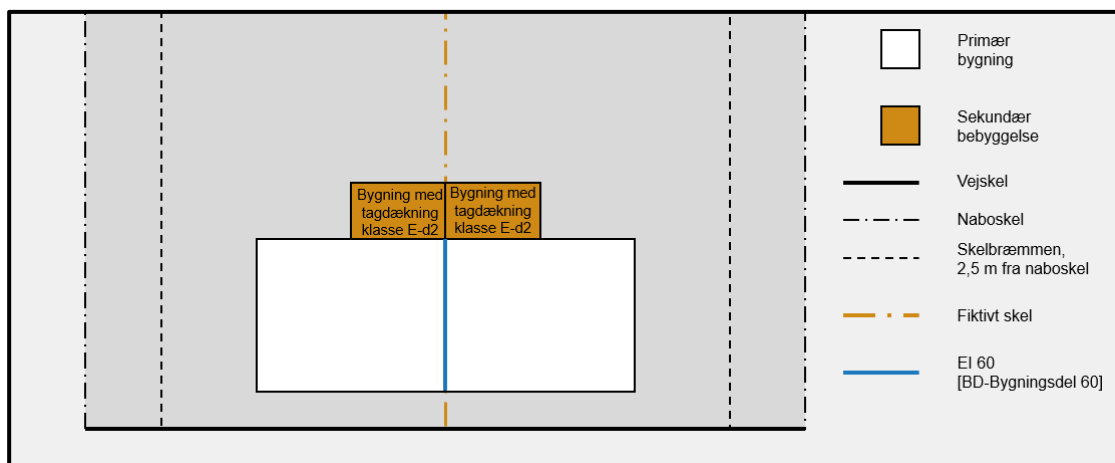 Bygning med
tagdækning
klasse E-d2
Bygning med
tagdækning
klasse E-d2
Primær
bygning
Sekundær
bebyggelse
Vejskel
Naboskel
Skelbræmmen,
2,5 m fra naboskel
Fiktivt skel
EI 60
[BD-Bygningsdel 60]